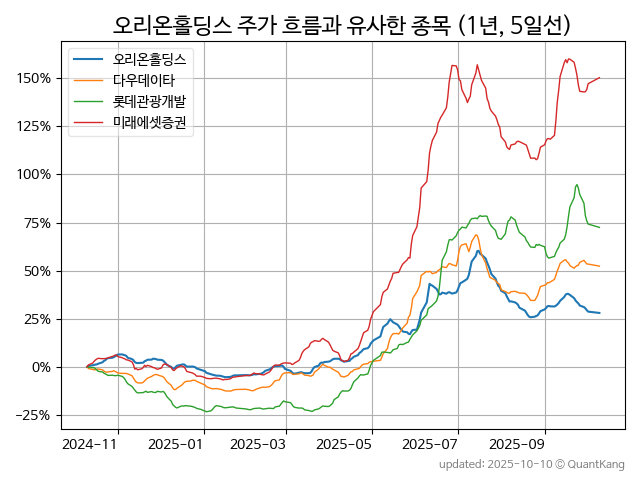 오리온홀딩스 주가 흐름과 유사한 종목 (1년, 5일선)
오리온홀딩스
다우데이타
롯데관광개발
미래에셋증권
150%
125%
100%
75%
50%
25%
0%
−25%
2024-11 2025-01 2025-03 2025-05 2025-07 2025-09
updated: 2025-10-10 © QuantKang